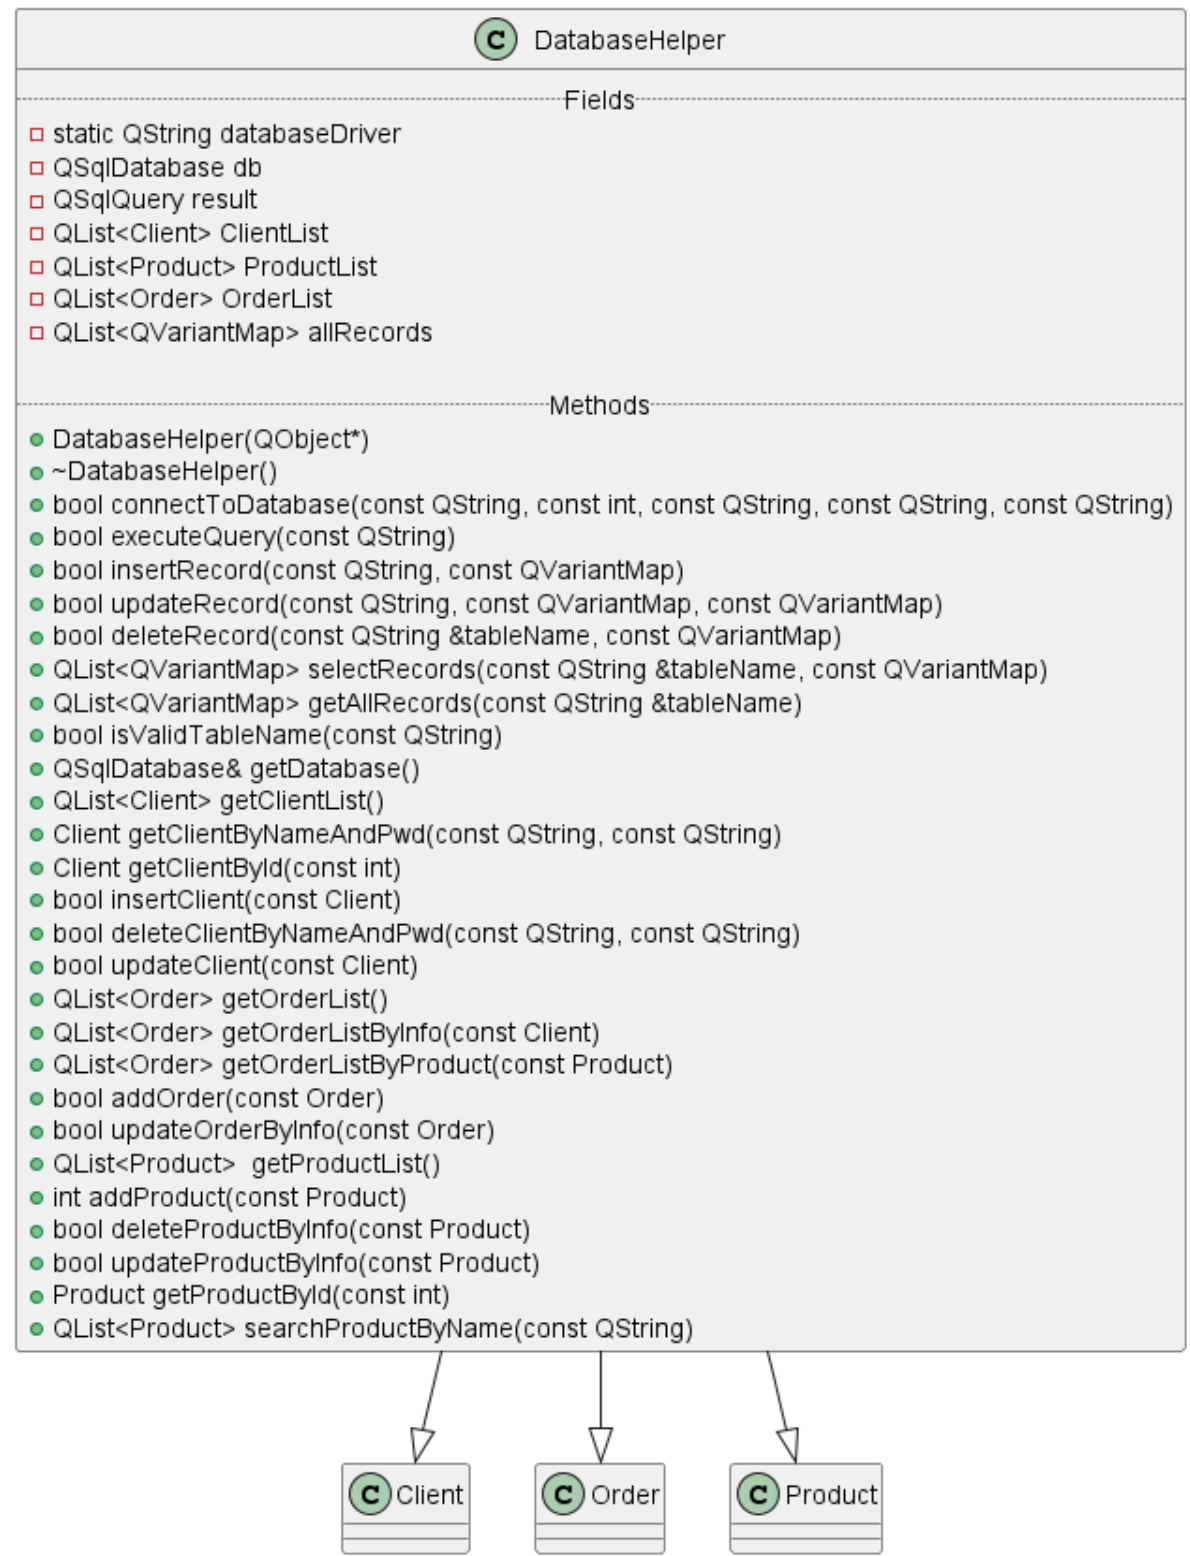 C DatabaseHelper
Fields
static QString databaseDriver
QSqlDatabase db
QSqlQuery result
QList<Client> ClientList
QList<Product> ProductList
QList<Order> OrderList
QList<QVariantMap> allRecords
Methods
DatabaseHelper(QObject*)
~DatabaseHelper()
bool connectToDatabase(const QString, const int, const QString, const QString, const QString)
bool executeQuery(const QString)
bool insertRecord(const QString, const QVariantMap)
bool updateRecord(const QString, const QVariantMap, const QVariantMap)
bool deleteRecord(const QString &tableName, const QVariantMap)
QList<QVariantMap> selectRecords(const QString &tableName, const QVariantMap)
QList<QVariantMap> getAllRecords(const QString &tableName)
bool isValidTableName(const QString)
QSqlDatabase& getDatabase()
QList<Client> getClientList()
Client getClientByNameAndPwd(const QString, const QString)
Client getClientById(const int)
bool insertClient(const Client)
bool deleteClientByNameAndPwd(const QString, const QString)
bool updateClient(const Client)
QList<Order> getOrderList()
QList<Order> getOrderListByInfo(const Client)
QList<Order> getOrderListByProduct(const Product)
bool addOrder(const Order)
bool updateOrderByInfo(const Order)
QList<Product>  getProductList()
int addProduct(const Product)
bool deleteProductByInfo(const Product)
bool updateProductByInfo(const Product)
Product getProductById(const int)
QList<Product> searchProductByName(const QString)
C Client
C Order
C Product